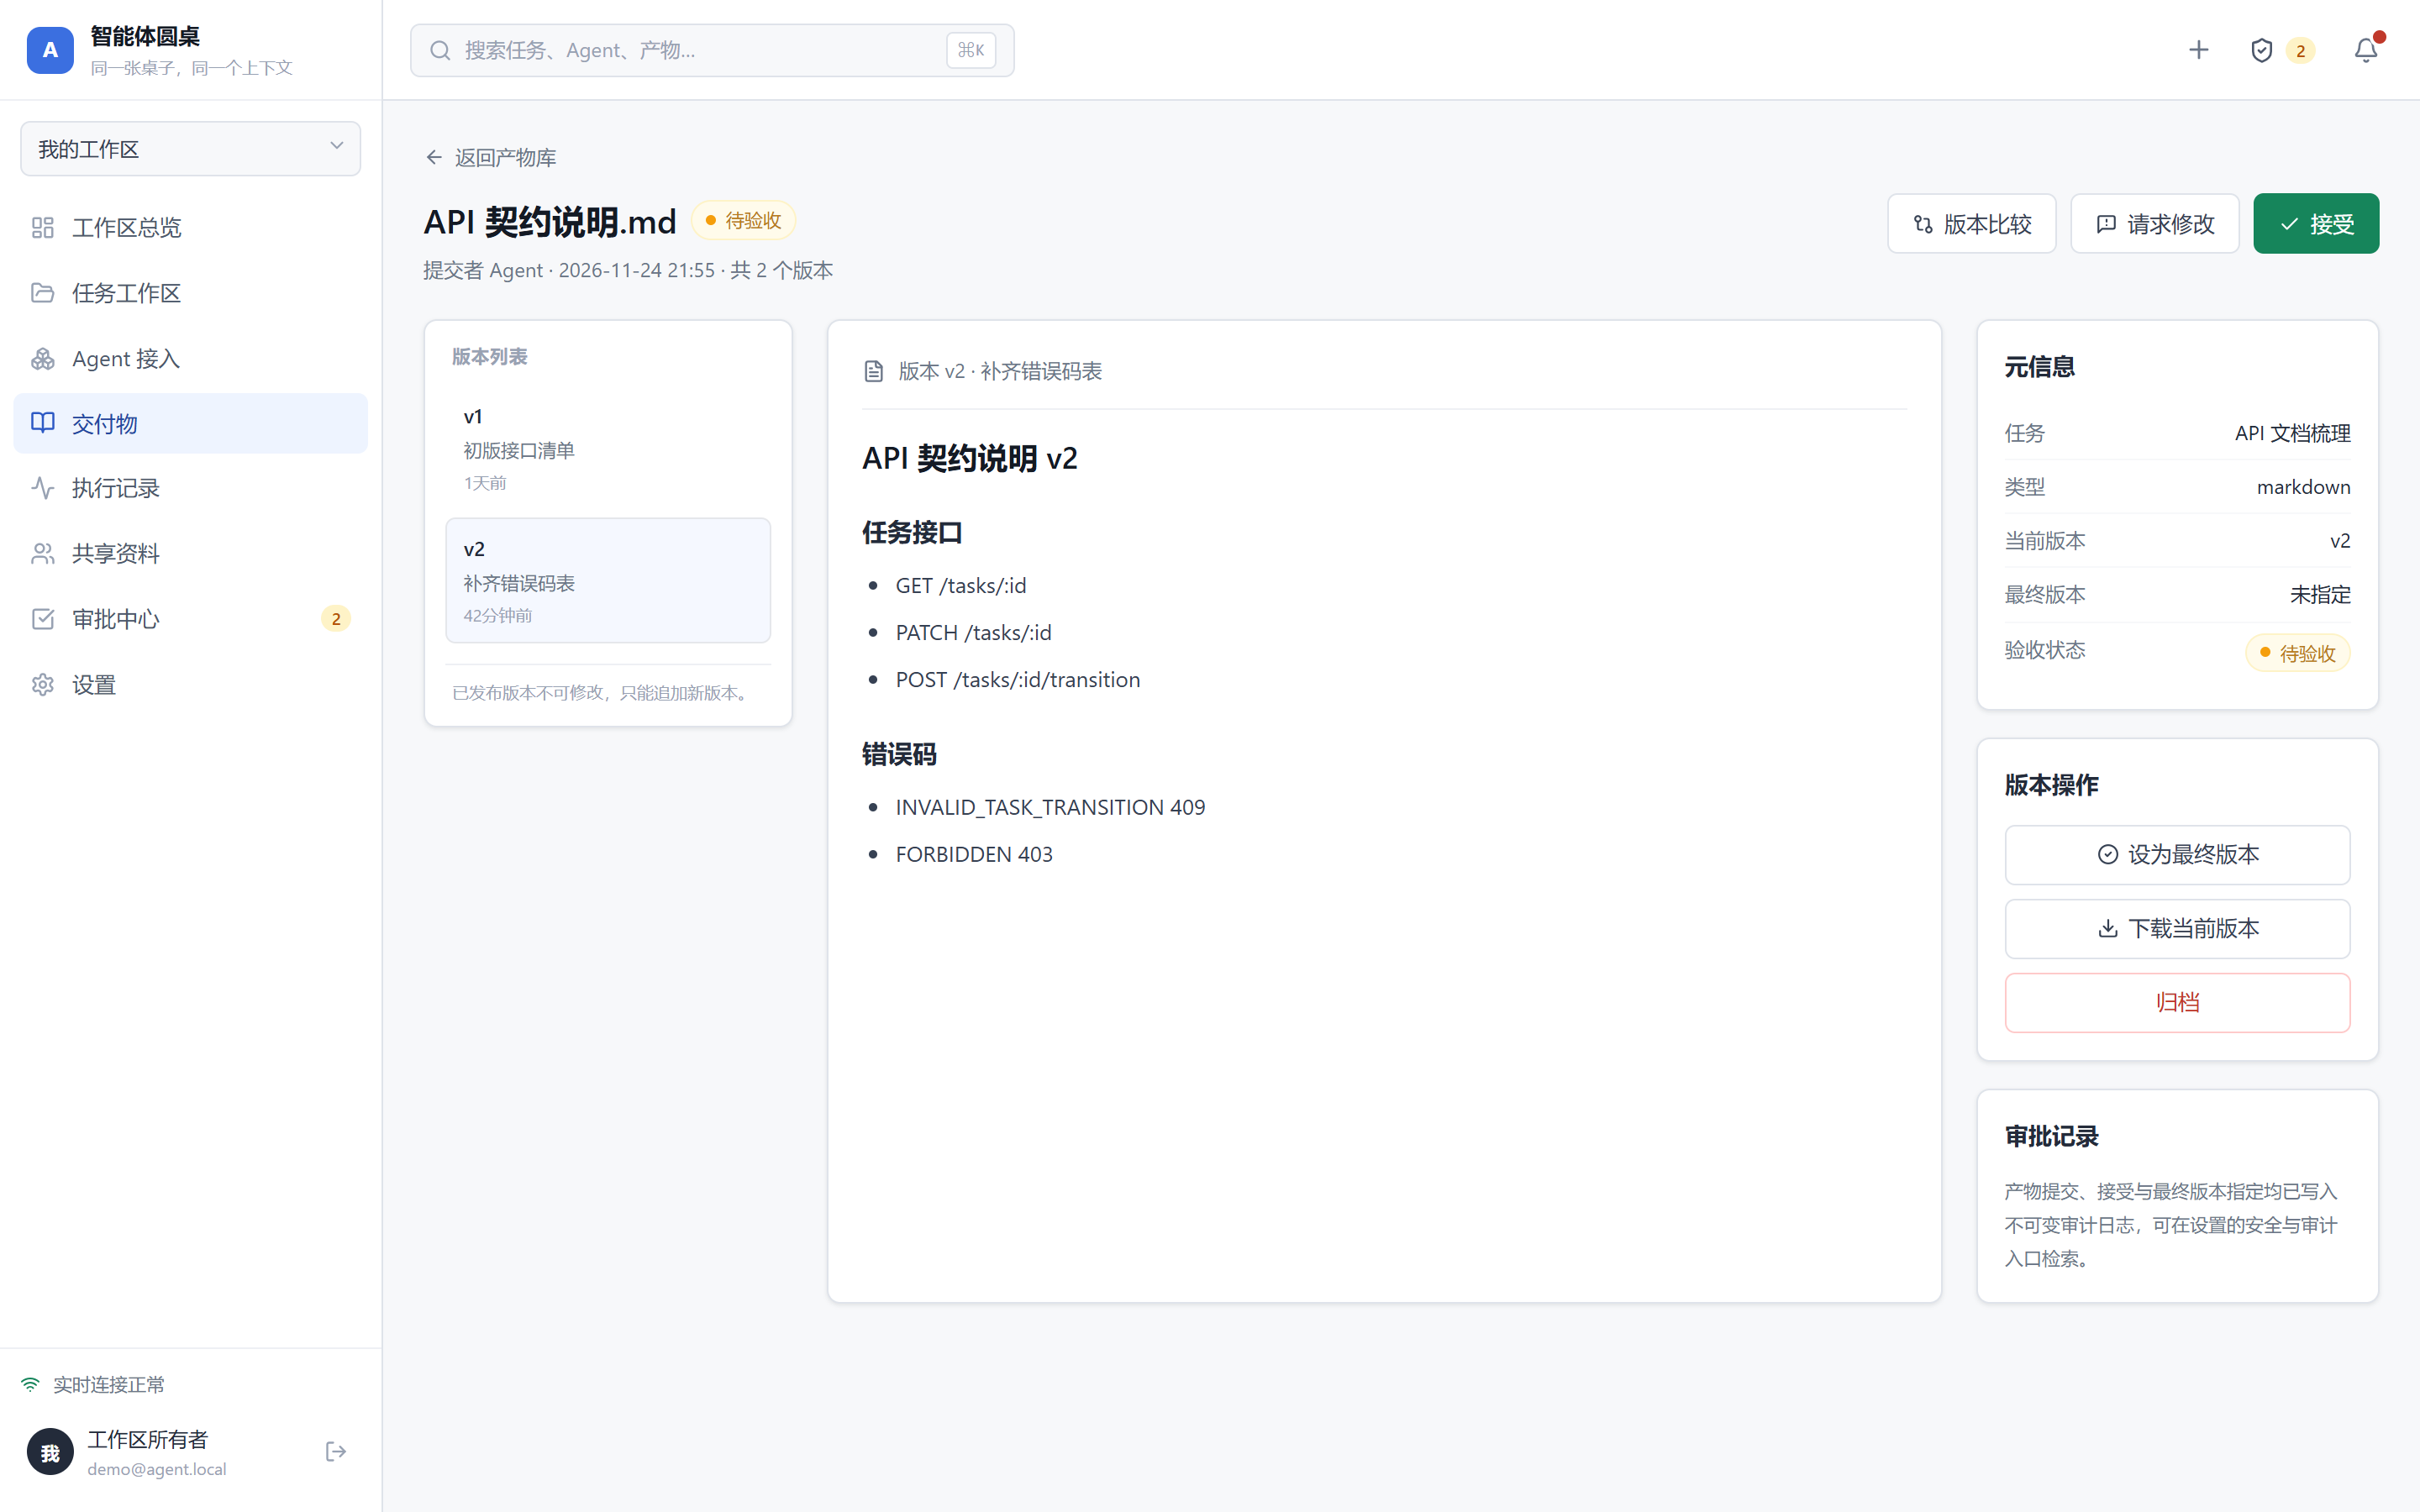 A
智能体圆桌
同一张桌子，同一个上下文
我的工作区
工作区总览
任务工作区
Agent 接入
交付物
执行记录
共享资料
审批中心 2
设置
实时连接正常
我
工作区所有者
demo@agent.local
搜索任务、Agent、产物... ⌘K
2
返回产物库
API 契约说明.md 待验收
提交者 Agent · 2026-11-24 21:55 · 共 2 个版本
版本比较
请求修改
接受
版本列表
v1
初版接口清单
1天前
v2
补齐错误码表
42分钟前
已发布版本不可修改，只能追加新版本。
版本 v2 · 补齐错误码表
API 契约说明 v2
任务接口
GET /tasks/:id
PATCH /tasks/:id
POST /tasks/:id/transition
错误码
INVALID_TASK_TRANSITION 409
FORBIDDEN 403
元信息
任务 API 文档梳理
类型 markdown
当前版本 v2
最终版本 未指定
验收状态 待验收
版本操作
设为最终版本
下载当前版本
归档
审批记录
产物提交、接受与最终版本指定均已写入
不可变审计日志，可在设置的安全与审计
入口检索。